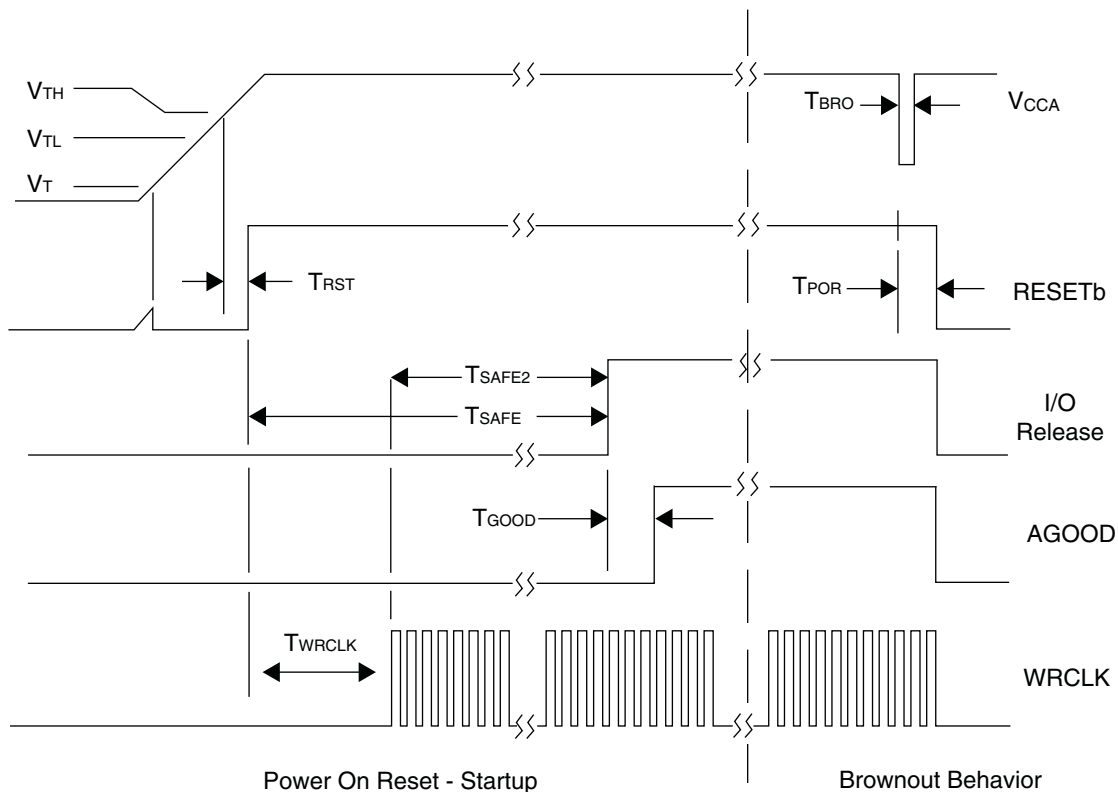 VTH
VTL
VT
TBRO
VCCA
TRST
TPOR
RESETb
TSAFE2
TSAFE
I/O
Release
TGOOD
AGOOD
TWRCLK
WRCLK
Power On Reset - Startup
Brownout Behavior